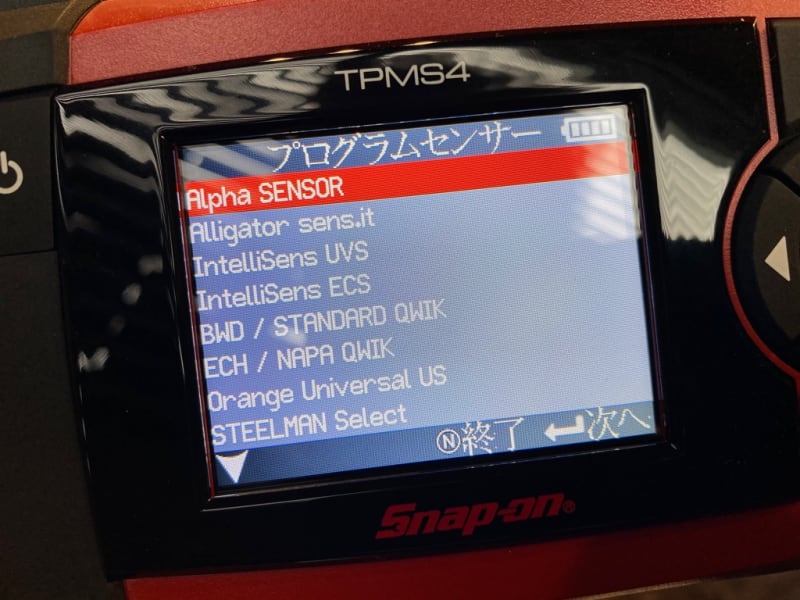 TPMS4
プログラムセンサー
Alpha SENSOR
Alligator sens.it
IntelliSens UVS
IntelliSens ECS
BWD / STANDARD QWIK
ECH / NAPA QWIK
Orange Universal US
STEELMAN Select
Ⓝ終了 ↵次へ
Snap-on®